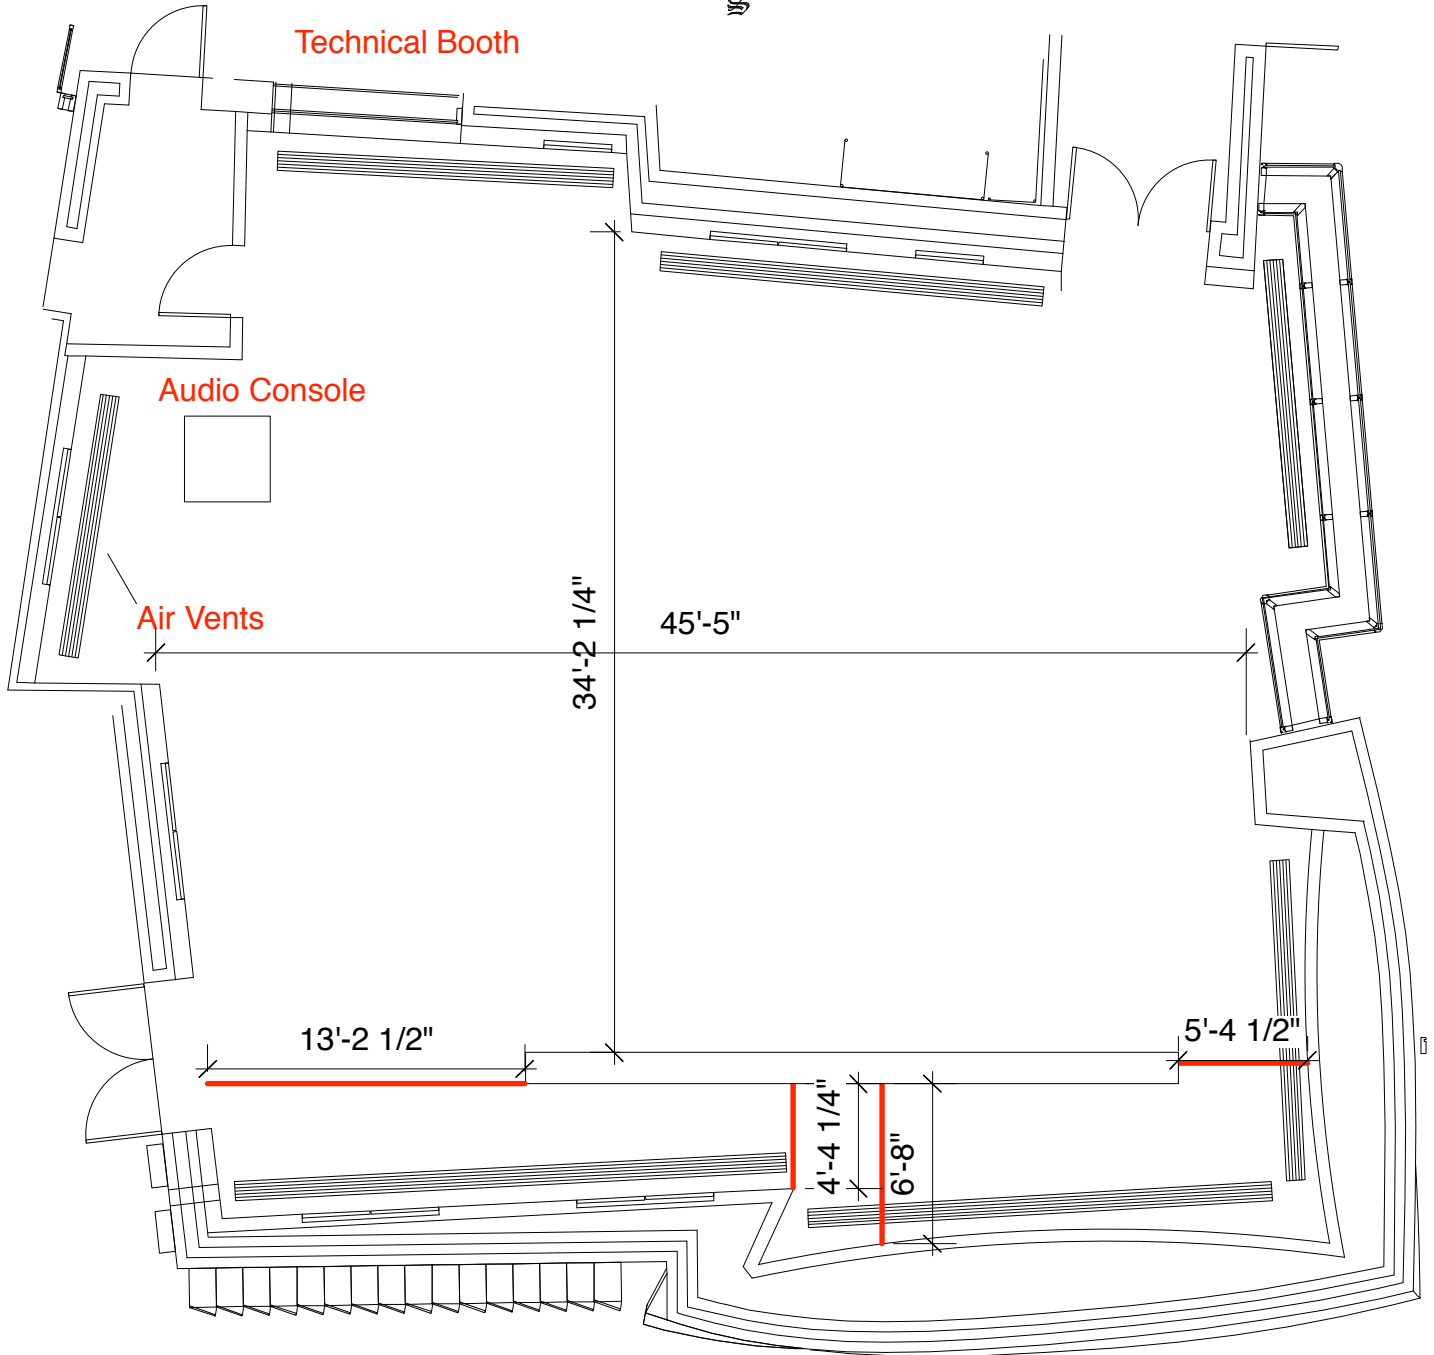 Technical Booth
Audio Console
Air Vents
45'-5"
34'-2 1/4"
13'-2 1/2"
5'-4 1/2"
4'-4 1/4"
6'-8"